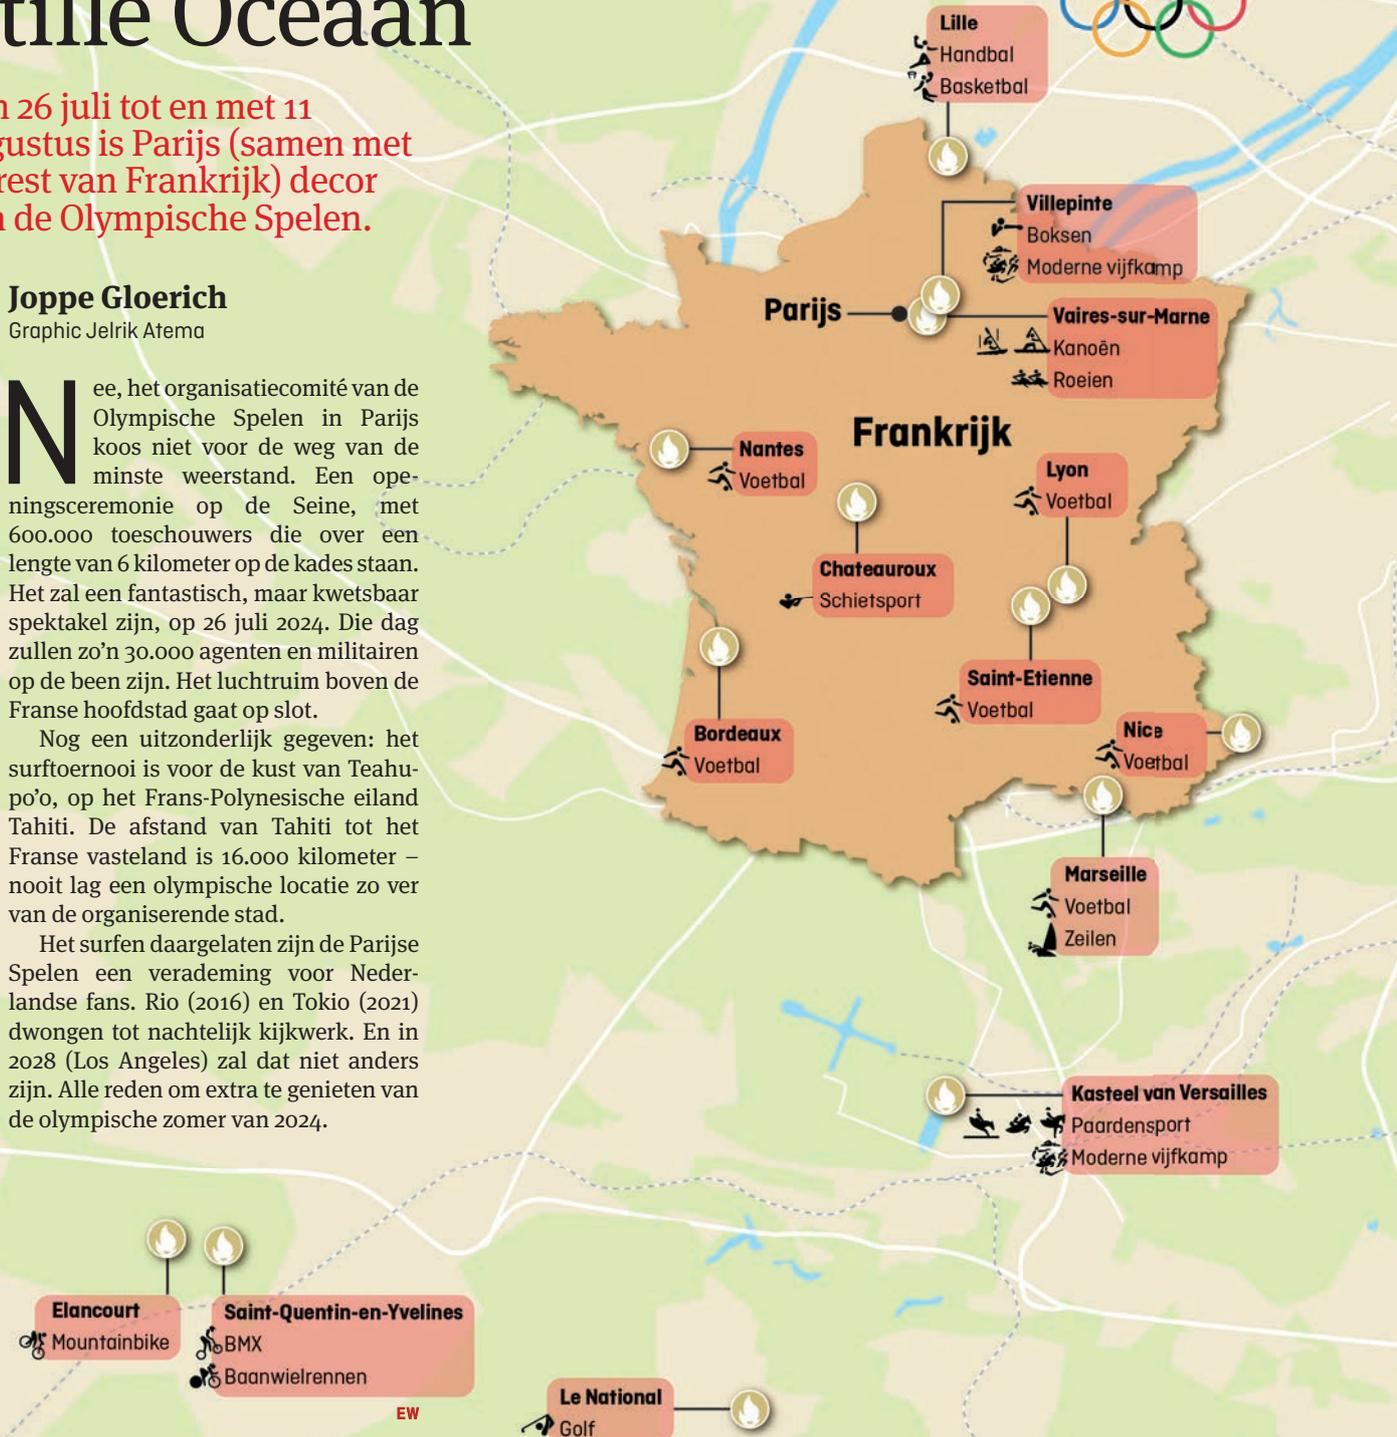 tille Oceaan
n 26 juli tot en met 11
gustus is Parijs (samen met
rest van Frankrijk) decor
n de Olympische Spelen.
Joppe Gloerich
Graphic Jelrik Atema
Nee, het organisatiecomité van de
Olympische Spelen in Parijs
koos niet voor de weg van de
minste weerstand. Een ope-
ningsceremonie op de Seine, met
600.000 toeschouwers die over een
lengte van 6 kilometer op de kades staan.
Het zal een fantastisch, maar kwetsbaar
spektakel zijn, op 26 juli 2024. Die dag
zullen zo’n 30.000 agenten en militairen
op de been zijn. Het luchtruim boven de
Franse hoofdstad gaat op slot.
Nog een uitzonderlijk gegeven: het
surftoernooi is voor de kust van Teahu-
po’o, op het Frans-Polynesische eiland
Tahiti. De afstand van Tahiti tot het
Franse vasteland is 16.000 kilometer –
nooit lag een olympische locatie zo ver
van de organiserende stad.
Het surfen daargelaten zijn de Parijse
Spelen een verademing voor Neder-
landse fans. Rio (2016) en Tokio (2021)
dwongen tot nachtelijk kijkwerk. En in
2028 (Los Angeles) zal dat niet anders
zijn. Alle reden om extra te genieten van
de olympische zomer van 2024.
Lille
Handbal
Basketbal
Villepinte
Boksen
Moderne vijfkamp
Parijs
Vaires-sur-Marne
Kanoën
Roeien
Frankrijk
Nantes
Voetbal
Lyon
Voetbal
Chateauroux
Schietsport
Saint-Etienne
Voetbal
Bordeaux
Voetbal
Nice
Voetbal
Marseille
Voetbal
Zeilen
Kasteel van Versailles
Paardensport
Moderne vijfkamp
Elancourt
Mountainbike
Saint-Quentin-en-Yvelines
BMX
Baanwielrennen
EW
Le National
Golf